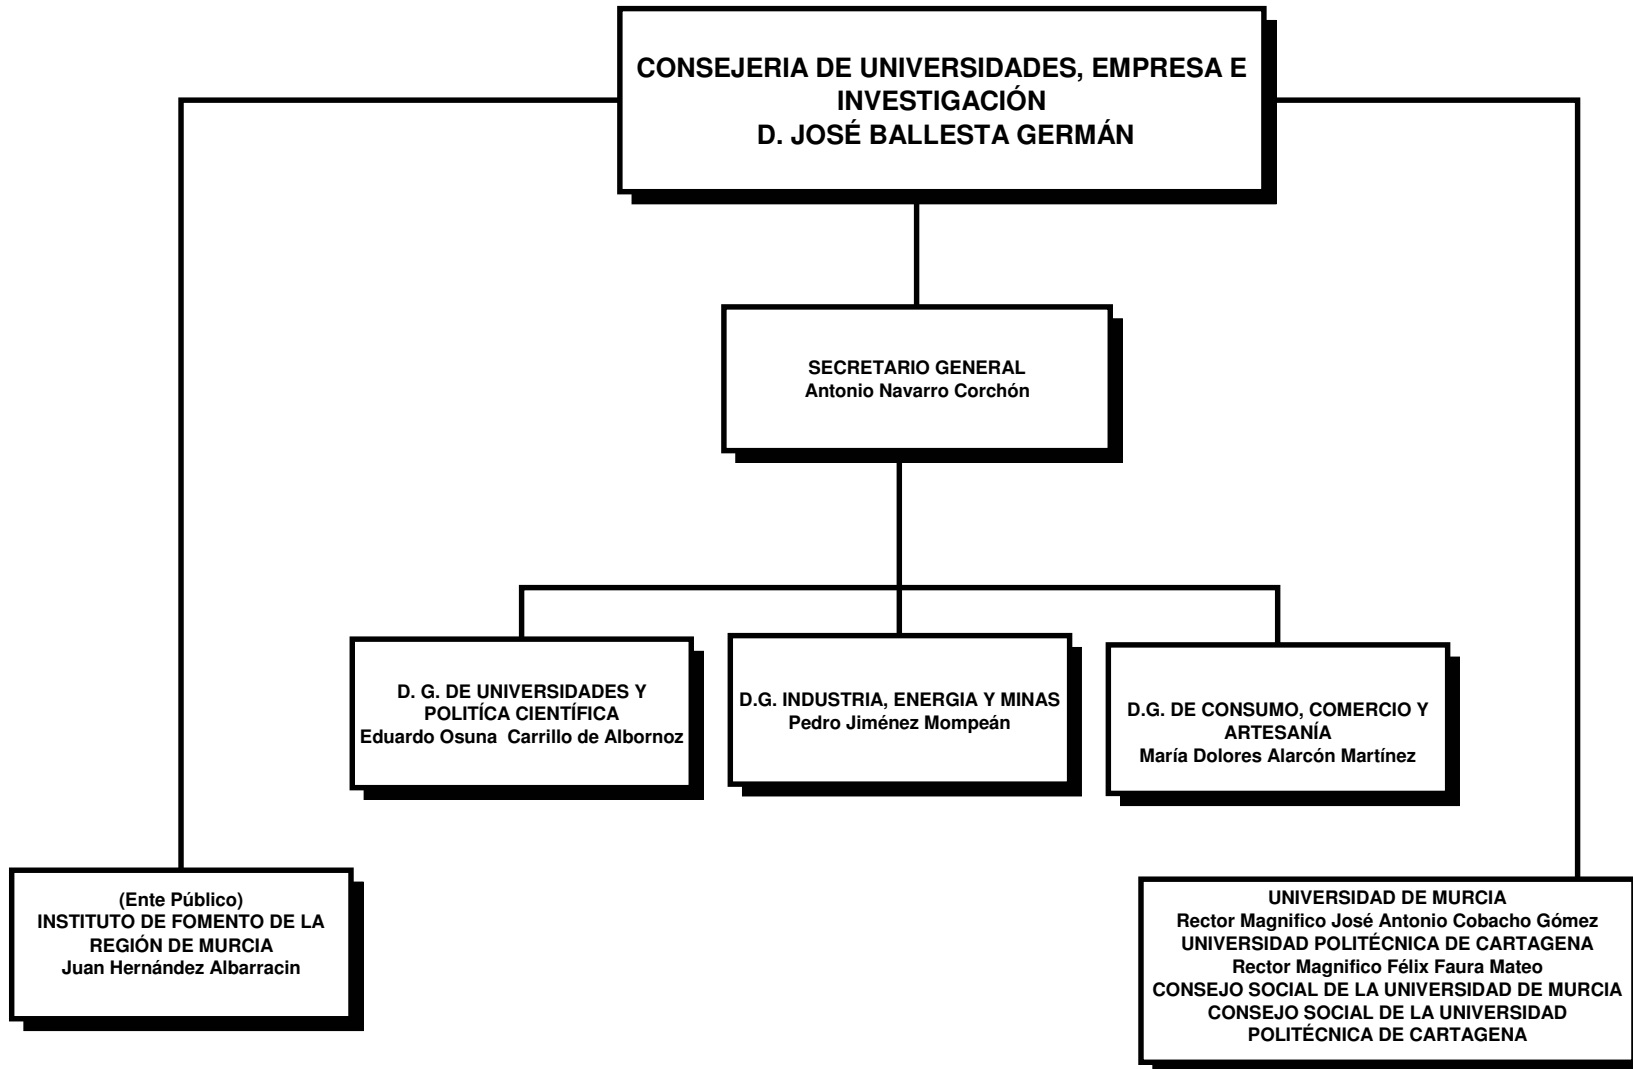 CONSEJERIA DE UNIVERSIDADES, EMPRESA E
INVESTIGACIÓN
D. JOSÉ BALLESTA GERMÁN
SECRETARIO GENERAL
Antonio Navarro Corchón
D. G. DE UNIVERSIDADES Y
POLITÍCA CIENTÍFICA
Eduardo Osuna  Carrillo de Albornoz
D.G. INDUSTRIA, ENERGIA Y MINAS
Pedro Jiménez Mompeán
D.G. DE CONSUMO, COMERCIO Y
ARTESANÍA
María Dolores Alarcón Martínez
(Ente Público)
INSTITUTO DE FOMENTO DE LA
REGIÓN DE MURCIA
Juan Hernández Albarracin
UNIVERSIDAD DE MURCIA
Rector Magnifico José Antonio Cobacho Gómez
UNIVERSIDAD POLITÉCNICA DE CARTAGENA
Rector Magnifico Félix Faura Mateo
CONSEJO SOCIAL DE LA UNIVERSIDAD DE MURCIA
CONSEJO SOCIAL DE LA UNIVERSIDAD
POLITÉCNICA DE CARTAGENA